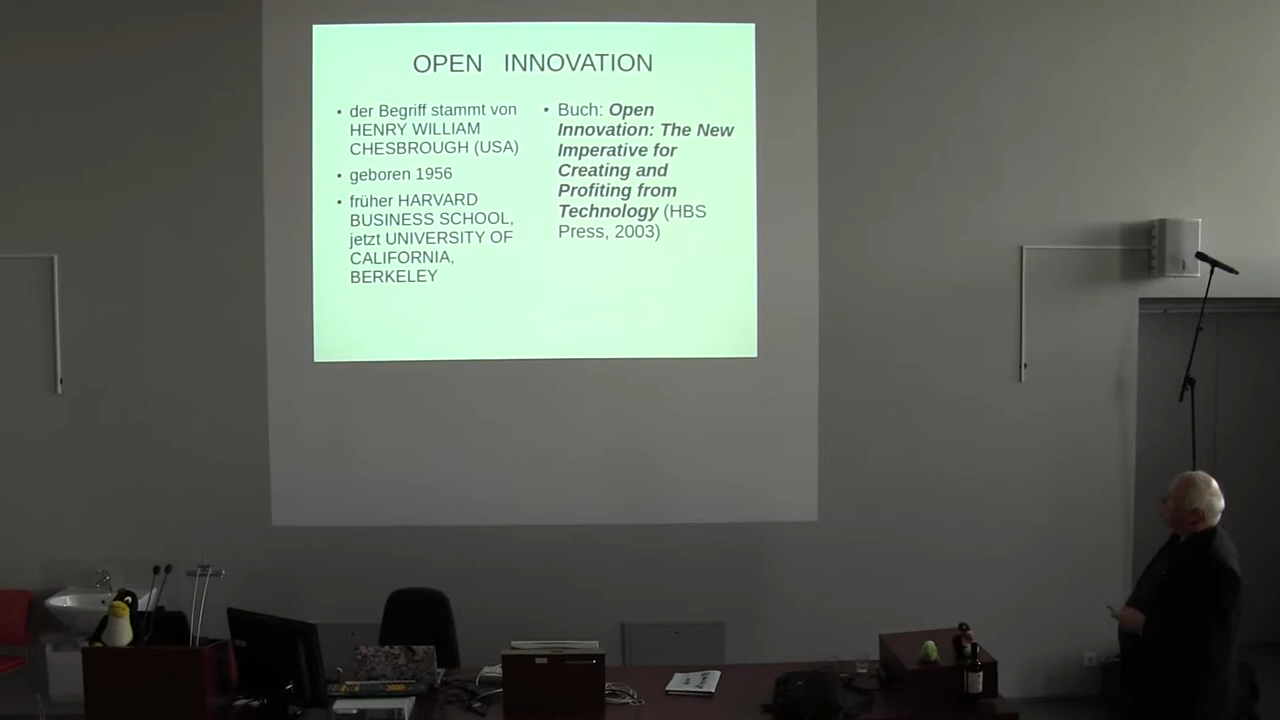 OPEN INNOVATION
• der Begriff stammt von
HENRY WILLIAM
CHESBROUGH (USA)
• geboren 1956
• früher HARVARD
BUSINESS SCHOOL,
jetzt UNIVERSITY OF
CALIFORNIA,
BERKELEY
• Buch: Open
Innovation: The New
Imperative for
Creating and
Profiting from
Technology (HBS
Press, 2003)